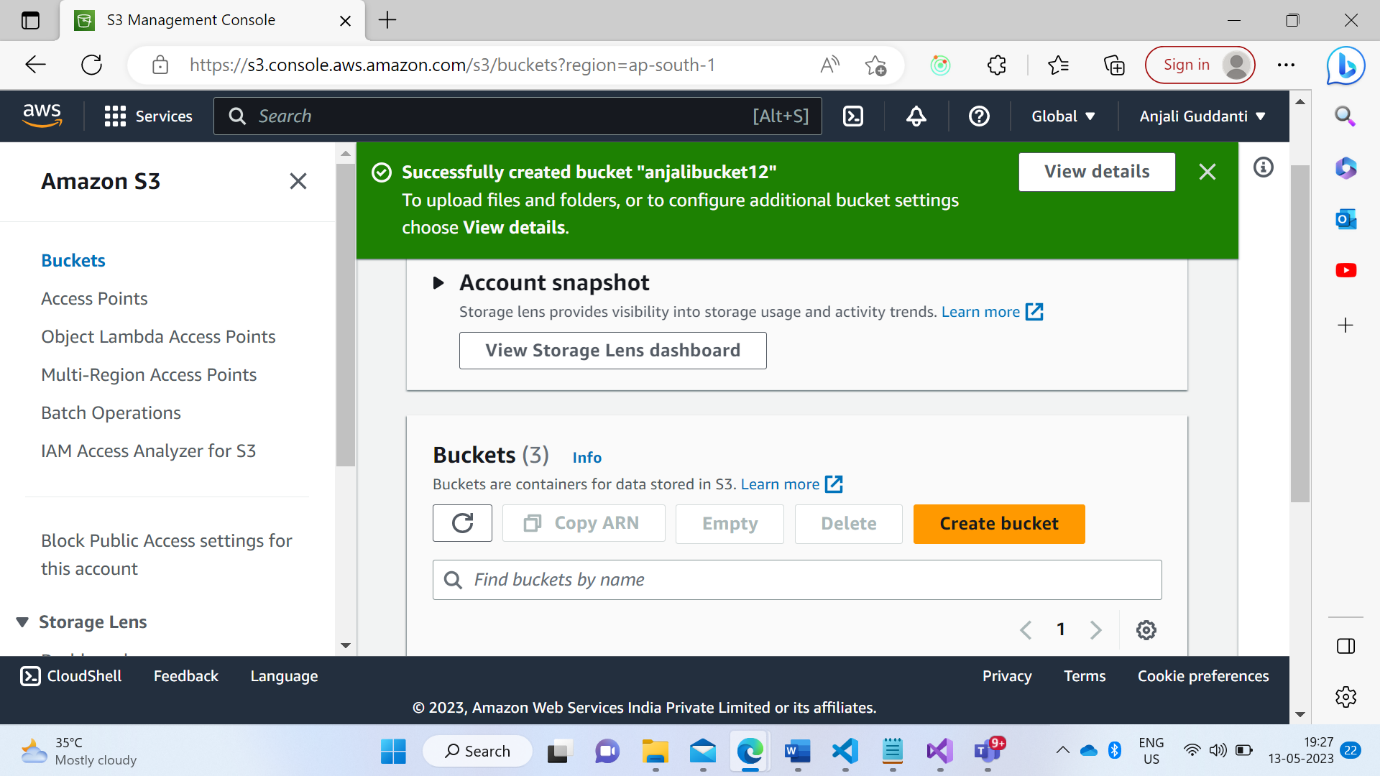 S3 Management Console
https://s3.console.aws.amazon.com/s3/buckets?region=ap-south-1
Sign in
aws
Services
Search
[Alt+S]
Global
Anjali Guddanti
Amazon S3
Buckets
Access Points
Object Lambda Access Points
Multi-Region Access Points
Batch Operations
IAM Access Analyzer for S3
Block Public Access settings for
this account
Storage Lens
Successfully created bucket "anjalibucket12"
To upload files and folders, or to configure additional bucket settings
choose View details.
View details
Account snapshot
Storage lens provides visibility into storage usage and activity trends. Learn more
View Storage Lens dashboard
Buckets (3) Info
Buckets are containers for data stored in S3. Learn more
Copy ARN
Empty
Delete
Create bucket
Find buckets by name
1
CloudShell
Feedback
Language
Privacy
Terms
Cookie preferences
© 2023, Amazon Web Services India Private Limited or its affiliates.
35°C
Mostly cloudy
Search
9+
ENG
US
19:27
13-05-2023
22